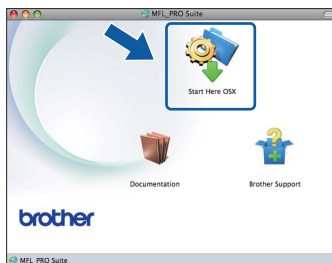 MFL_PRO Suite
Start Here OSX
Documentation
Brother Support
brother
MFL_PRO Suite